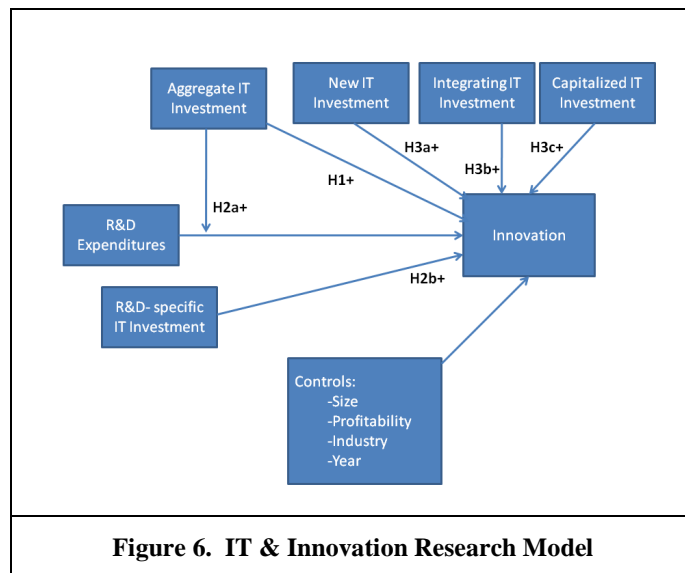 Aggregate IT
Investment
New IT
Investment
Integrating IT
Investment
Capitalized IT
Investment
H3a+
H3b+
H3c+
H1+
H2a+
R&D
Expenditures
Innovation
H2b+
R&D- specific
IT Investment
Controls:
-Size
-Profitability
-Industry
-Year
Figure 6. IT & Innovation Research Model